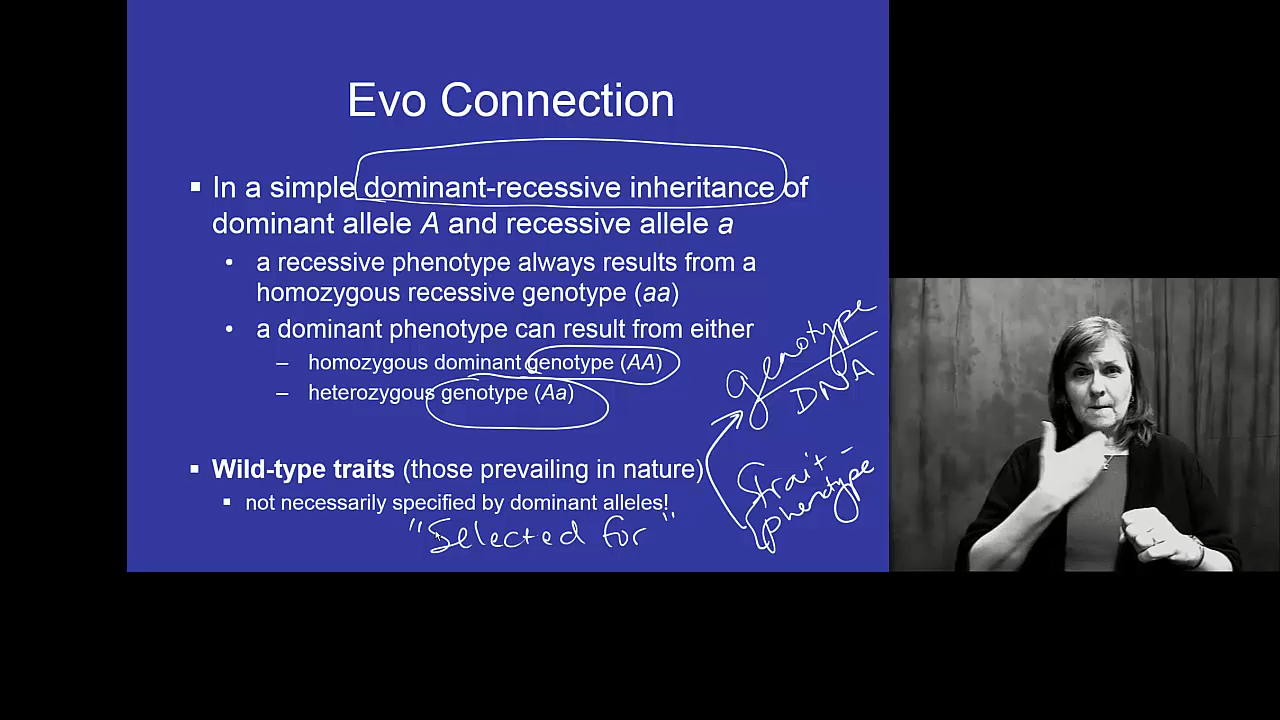 Evo Connection
▪ In a simple dominant-recessive inheritance of
dominant allele A and recessive allele a
• a recessive phenotype always results from a
homozygous recessive genotype (aa)
• a dominant phenotype can result from either
– homozygous dominant genotype (AA)
– heterozygous genotype (Aa)
genotype
DNA
▪ Wild-type traits (those prevailing in nature)
▪ not necessarily specified by dominant alleles!
"Selected for"
trait -
phenotype